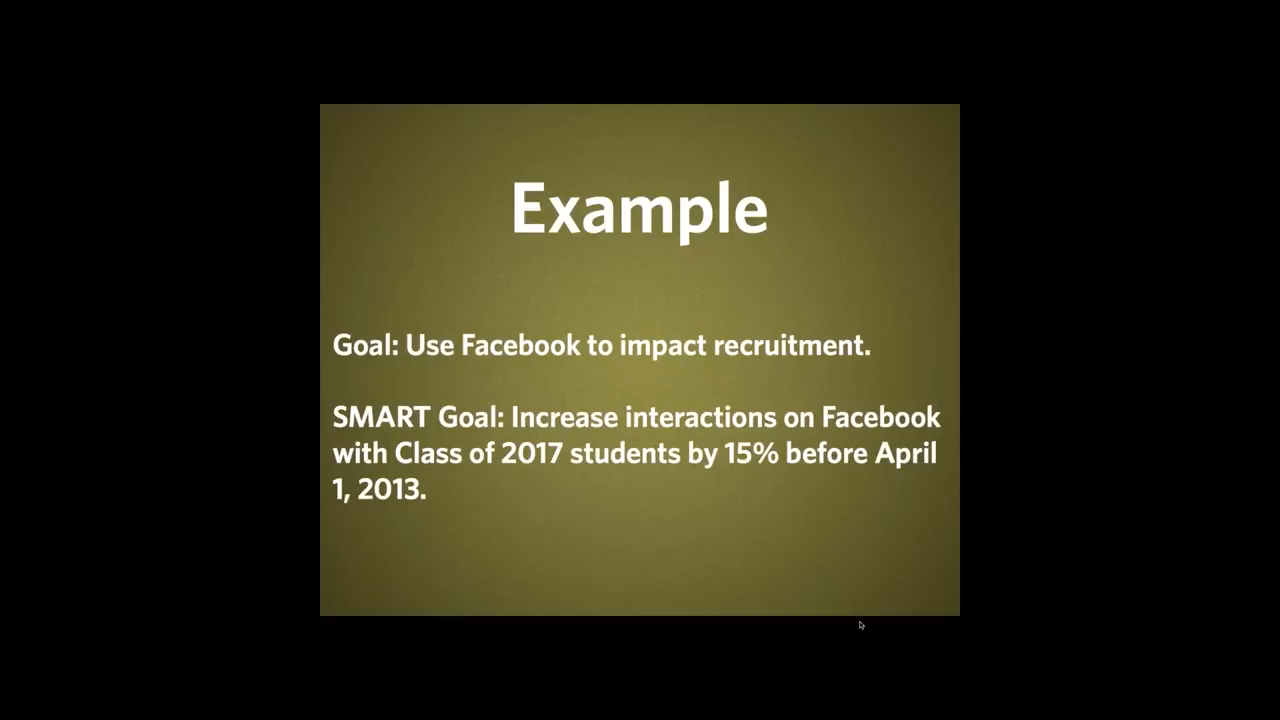 Example
Goal: Use Facebook to impact recruitment.
SMART Goal: Increase interactions on Facebook
with Class of 2017 students by 15% before April
1, 2013.